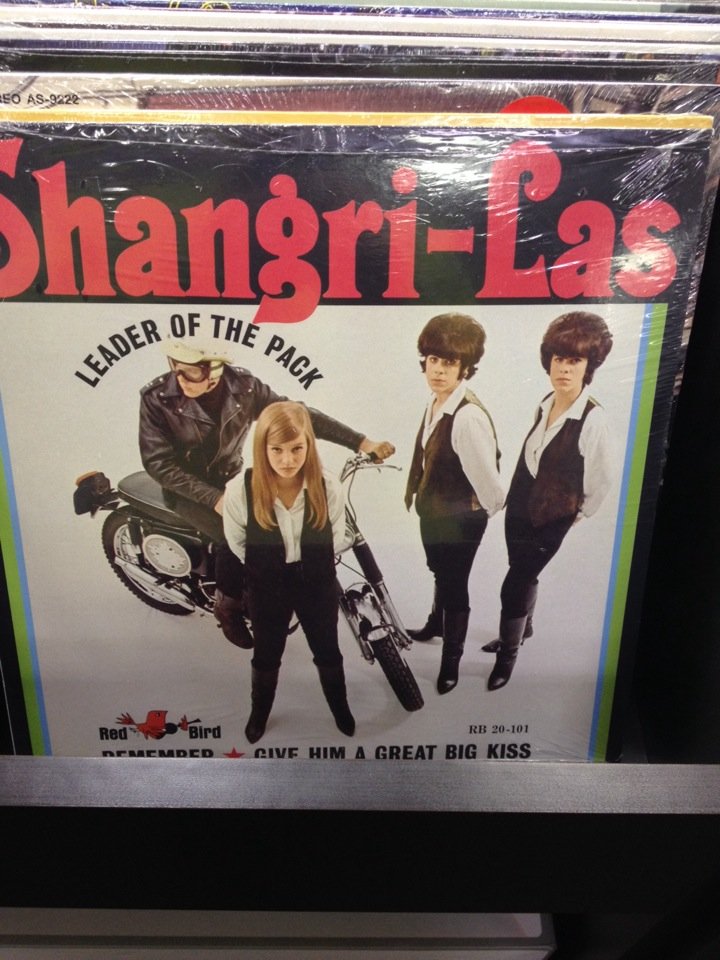 EO AS-9222
Shangri-Las
LEADER OF THE PACK
Red Bird
RB 20-101
REMEMBER ★ GIVE HIM A GREAT BIG KISS